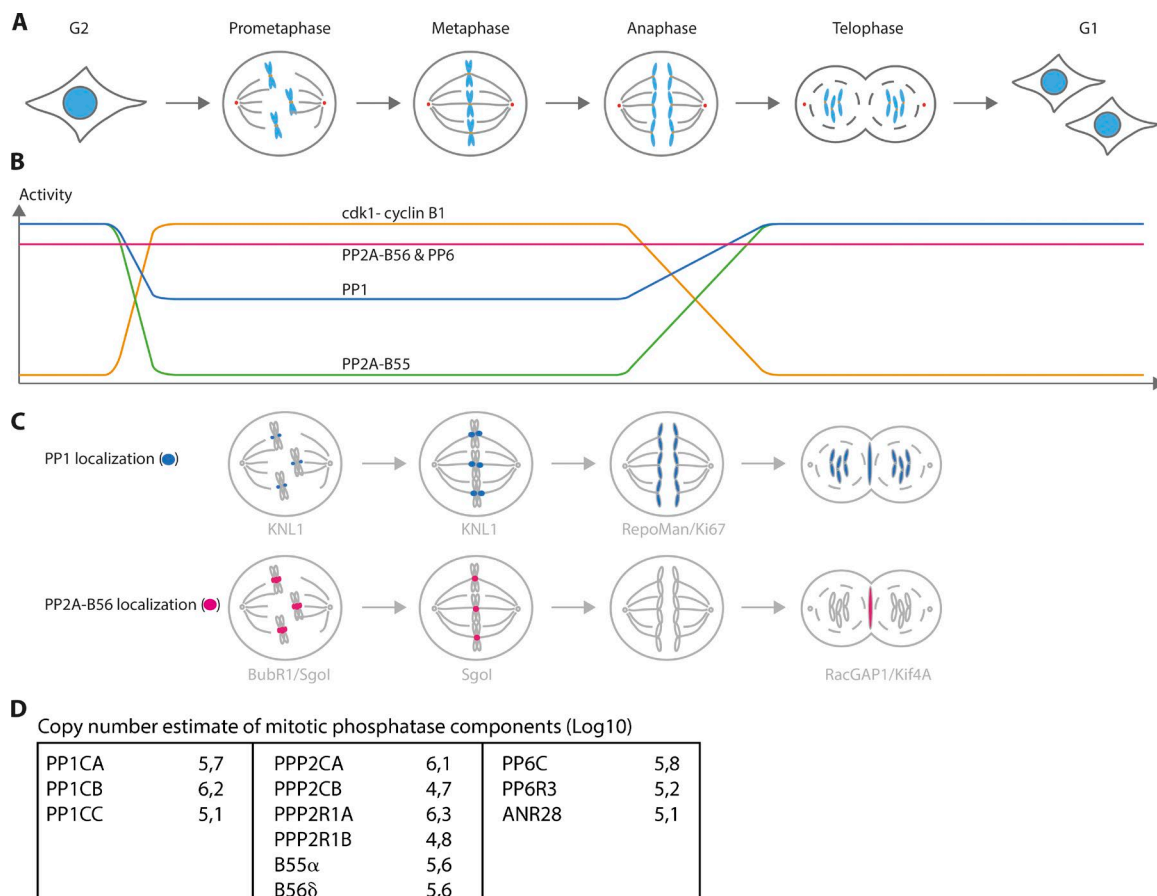 A
G2 Prometaphase Metaphase Anaphase Telophase G1
B
Activity
cdk1- cyclin B1
PP2A-B56 & PP6
PP1
PP2A-B55
C
PP1 localization ( )
KNL1 KNL1 RepoMan/Ki67
PP2A-B56 localization ( )
BubR1/SgoI SgoI RacGAP1/Kif4A
D
Copy number estimate of mitotic phosphatase components (Log10)
PP1CA 5,7 PPP2CA 6,1 PP6C 5,8
PP1CB 6,2 PPP2CB 4,7 PP6R3 5,2
PP1CC 5,1 PPP2R1A 6,3 ANR28 5,1
PPP2R1B 4,8
B55α 5,6
B56δ 5,6